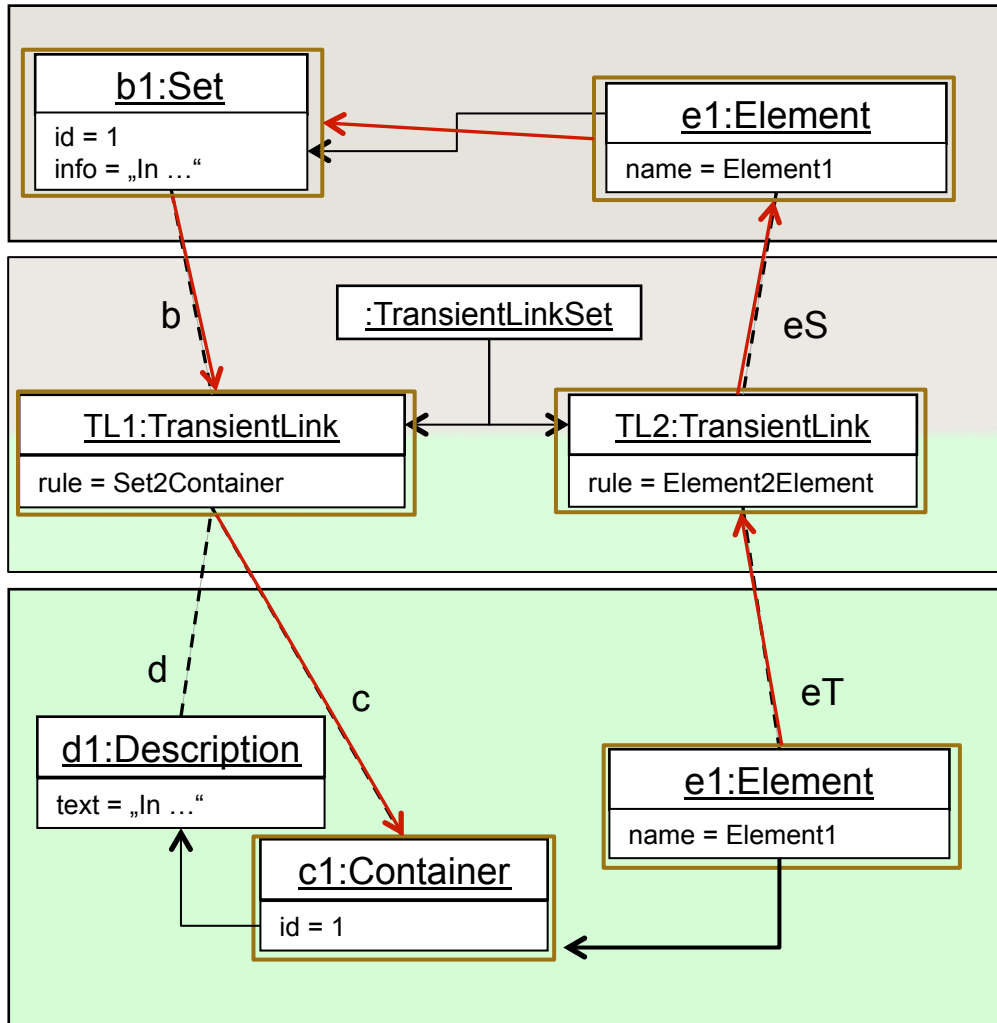 b1:Set
id = 1
info = „In …“
e1:Element
name = Element1
b
:TransientLinkSet
eS
TL1:TransientLink
rule = Set2Container
TL2:TransientLink
rule = Element2Element
d
c
eT
d1:Description
text = „In …“
e1:Element
name = Element1
c1:Container
id = 1